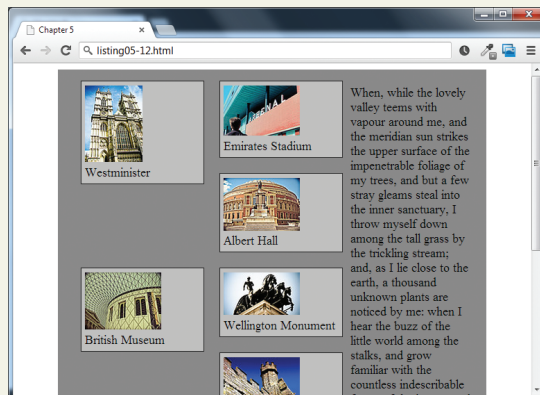 Chapter 5
listing05-12.html
Westminister
ARSENAL
Emirates Stadium
Albert Hall
British Museum
Wellington Monument
When, while the lovely
valley teems with
vapour around me, and
the meridian sun strikes
the upper surface of the
impenetrable foliage of
my trees, and but a few
stray gleams steal into
the inner sanctuary, I
throw myself down
among the tall grass by
the trickling stream;
and, as I lie close to the
earth, a thousand
unknown plants are
noticed by me: when I
hear the buzz of the
little world among the
stalks, and grow
familiar with the
countless indescribable